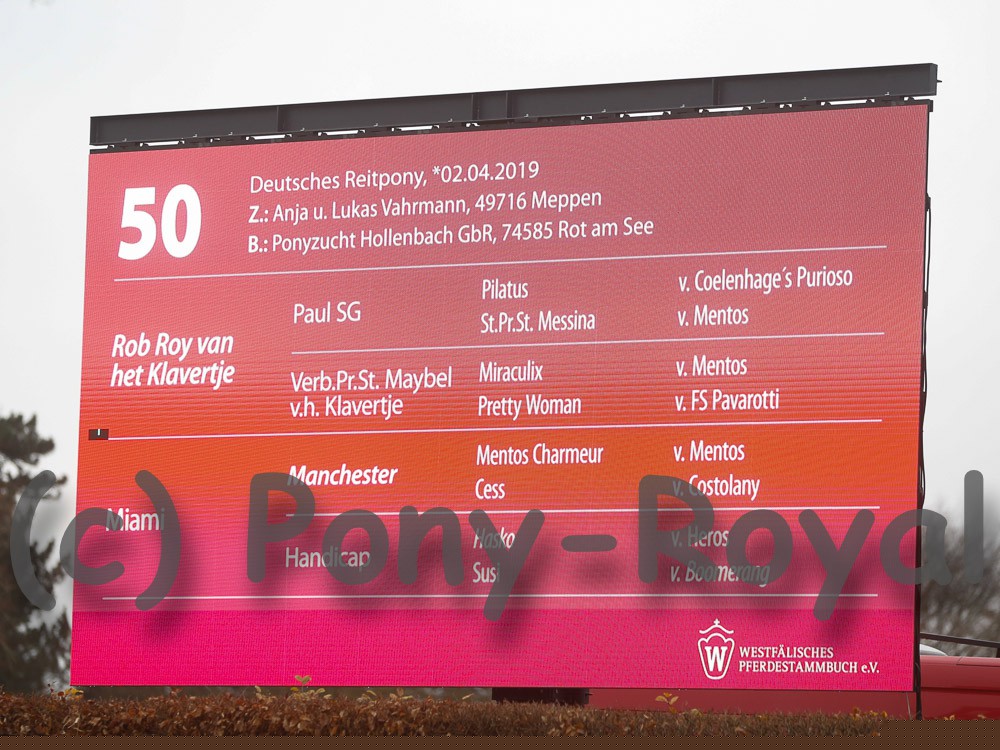 50
Deutsches Reitpony, *02.04.2019
Z.: Anja u. Lukas Vahrmann, 49716 Meppen
B.: Ponyzucht Hollenbach GbR, 74585 Rot am See
Rob Roy van
het Klavertje
Paul SG
Pilatus
v. Coelenhage´s Purioso
St.Pr.St. Messina
v. Mentos
Verb.Pr.St. Maybel
v.h. Klavertje
Miraculix
v. Mentos
Pretty Woman
v. FS Pavarotti
Miami
Manchester
Mentos Charmeur
v. Mentos
Cess
v. Costolany
Handicap
Hasko
v. Heros
Susi
v. Boomerang
(c) Pony-Royal
W
WESTFÄLISCHES
PFERDESTAMMBUCH e.V.